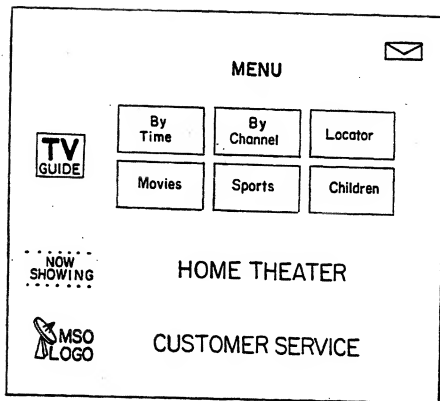 MENU
By Time
By Channel
Locator
TV GUIDE
Movies
Sports
Children
NOW SHOWING
HOME THEATER
MSO LOGO
CUSTOMER SERVICE